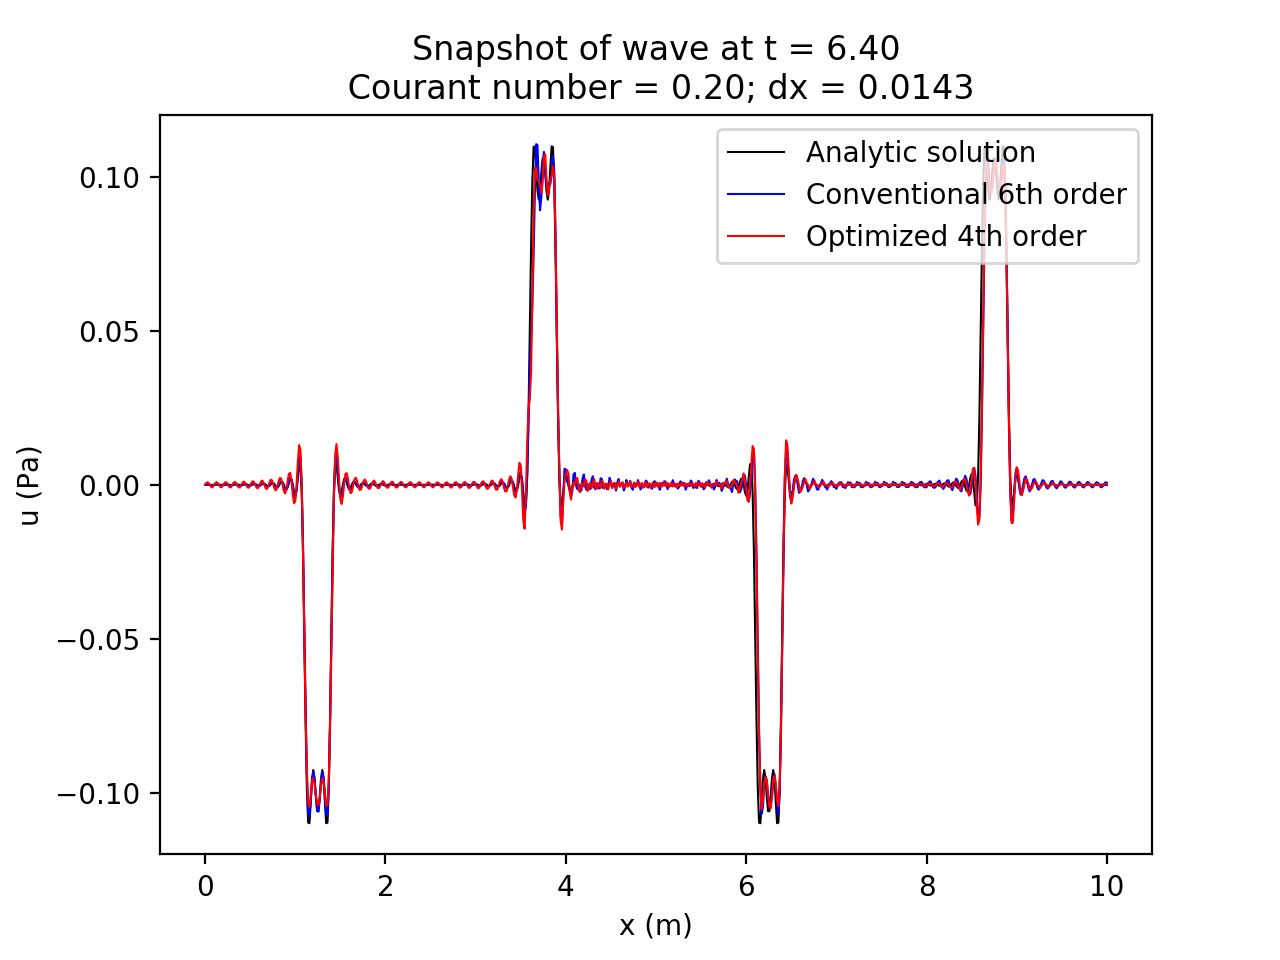 Snapshot of wave at t = 6.40
Courant number = 0.20; dx = 0.0143
Analytic solution
Conventional 6th order
Optimized 4th order
u (Pa)
0.10
0.05
0.00
−0.05
−0.10
0 2 4 6 8 10
x (m)